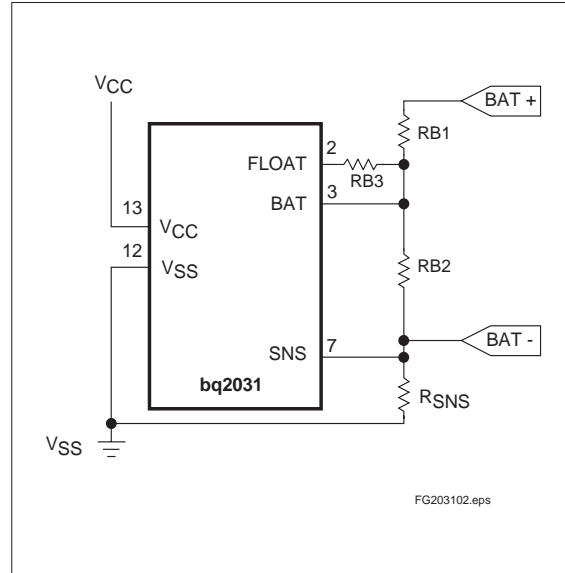 VCC
BAT +
RB1
2
FLOAT
RB3
3
BAT
13
VCC
12
VSS
RB2
BAT -
7
SNS
bq2031
RSNS
VSS
FG203102.eps